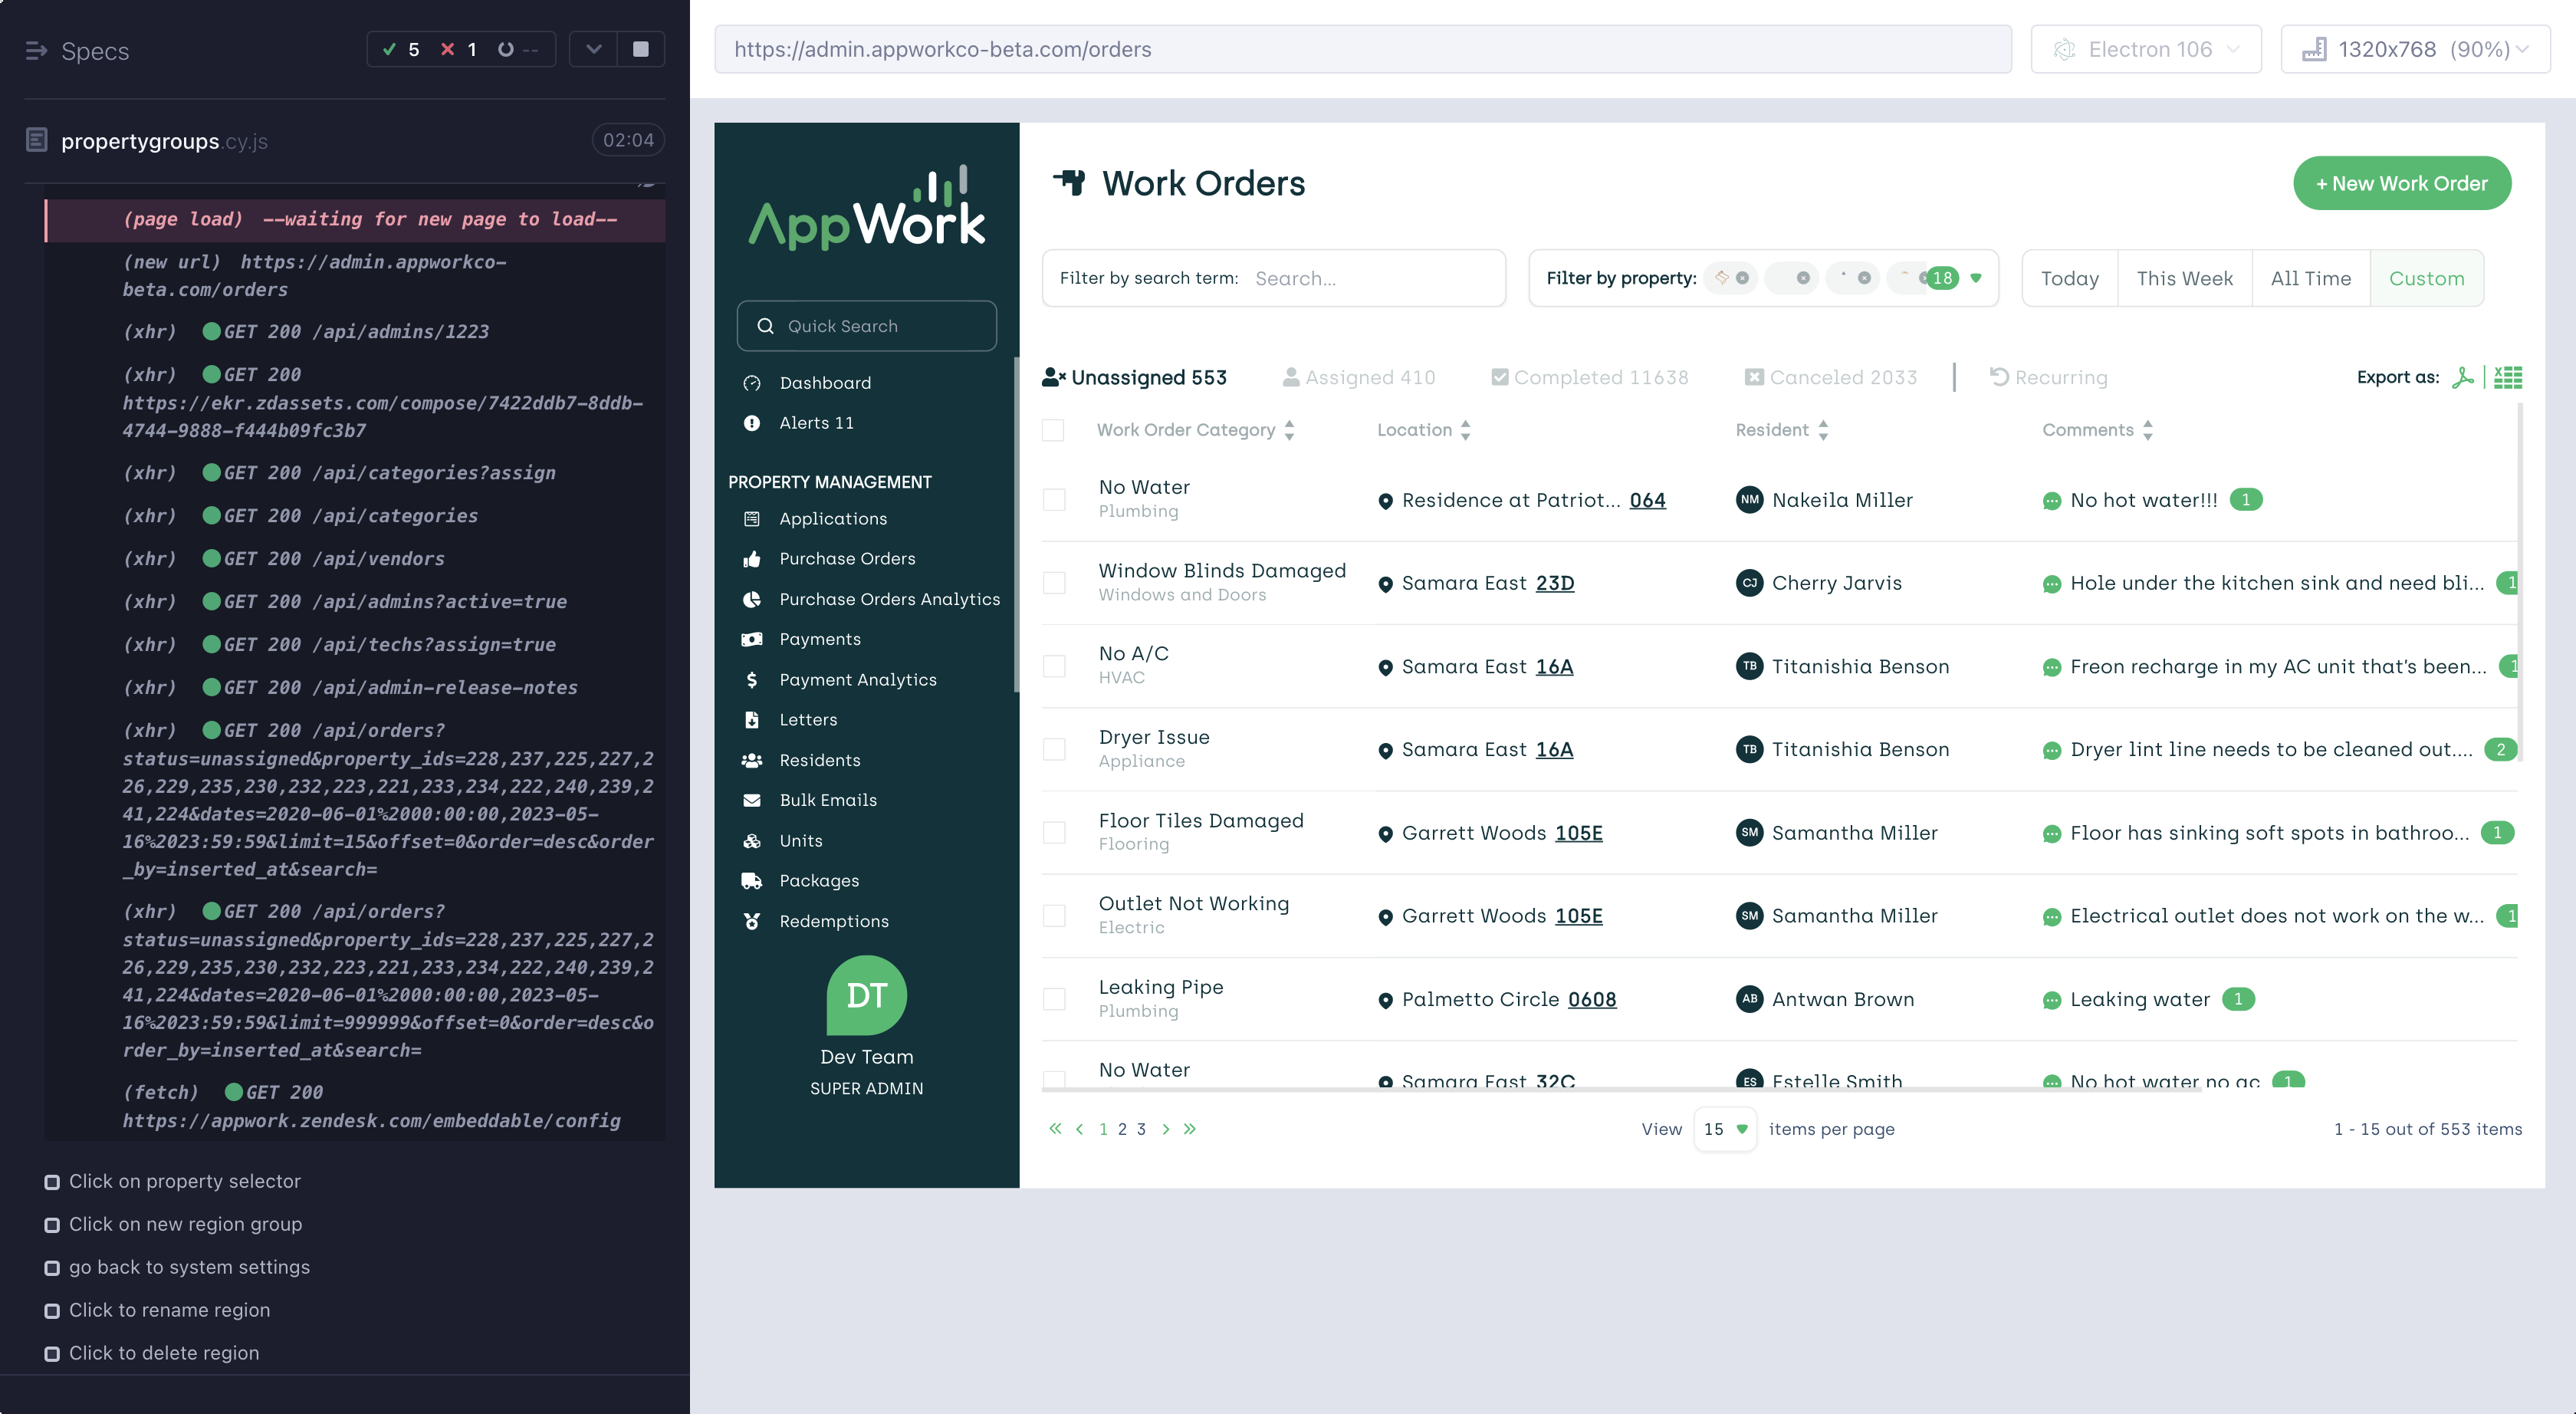 Specs
5
1
--
propertygroups.cy.js
02:04
(page load) --waiting for new page to load--
(new url) https://admin.appworkco-
beta.com/orders
(xhr) GET 200 /api/admins/1223
(xhr) GET 200
https://ekr.zdassets.com/compose/7422ddb7-8ddb-
4744-9888-f444b09fc3b7
(xhr) GET 200 /api/categories?assign
(xhr) GET 200 /api/categories
(xhr) GET 200 /api/vendors
(xhr) GET 200 /api/admins?active=true
(xhr) GET 200 /api/techs?assign=true
(xhr) GET 200 /api/admin-release-notes
(xhr) GET 200 /api/orders?
status=unassigned&property_ids=228,237,225,227,2
26,229,235,230,232,223,221,233,234,222,240,239,2
41,224&dates=2020-06-01%2000:00:00,2023-05-
16%2023:59:59&limit=15&offset=0&order=desc&order
_by=inserted_at&search=
(xhr) GET 200 /api/orders?
status=unassigned&property_ids=228,237,225,227,2
26,229,235,230,232,223,221,233,234,222,240,239,2
41,224&dates=2020-06-01%2000:00:00,2023-05-
16%2023:59:59&limit=999999&offset=0&order=desc&o
rder_by=inserted_at&search=
(fetch) GET 200
https://appwork.zendesk.com/embeddable/config
Click on property selector
Click on new region group
go back to system settings
Click to rename region
Click to delete region
https://admin.appworkco-beta.com/orders
Electron 106
1320x768 (90%)
AppWork
Quick Search
Dashboard
Alerts 11
PROPERTY MANAGEMENT
Applications
Purchase Orders
Purchase Orders Analytics
Payments
Payment Analytics
Letters
Residents
Bulk Emails
Units
Packages
Redemptions
DT
Dev Team
SUPER ADMIN
Work Orders
+ New Work Order
Filter by search term: Search...
Filter by property: 18
Today This Week All Time Custom
Unassigned 553 Assigned 410 Completed 11638 Canceled 2033 Recurring
Export as:
Work Order Category Location Resident Comments
No Water
Plumbing
Residence at Patriot... 064
NM Nakeila Miller
No hot water!!! 1
Window Blinds Damaged
Windows and Doors
Samara East 23D
CJ Cherry Jarvis
Hole under the kitchen sink and need bli... 1
No A/C
HVAC
Samara East 16A
TB Titanishia Benson
Freon recharge in my AC unit that's been... 1
Dryer Issue
Appliance
Samara East 16A
TB Titanishia Benson
Dryer lint line needs to be cleaned out.... 2
Floor Tiles Damaged
Flooring
Garrett Woods 105E
SM Samantha Miller
Floor has sinking soft spots in bathroo... 1
Outlet Not Working
Electric
Garrett Woods 105E
SM Samantha Miller
Electrical outlet does not work on the w... 1
Leaking Pipe
Plumbing
Palmetto Circle 0608
AB Antwan Brown
Leaking water 1
No Water
Samara East 32C
ES Estelle Smith
No hot water no ac 1
« ‹ 1 2 3 › »
View 15 items per page
1 - 15 out of 553 items